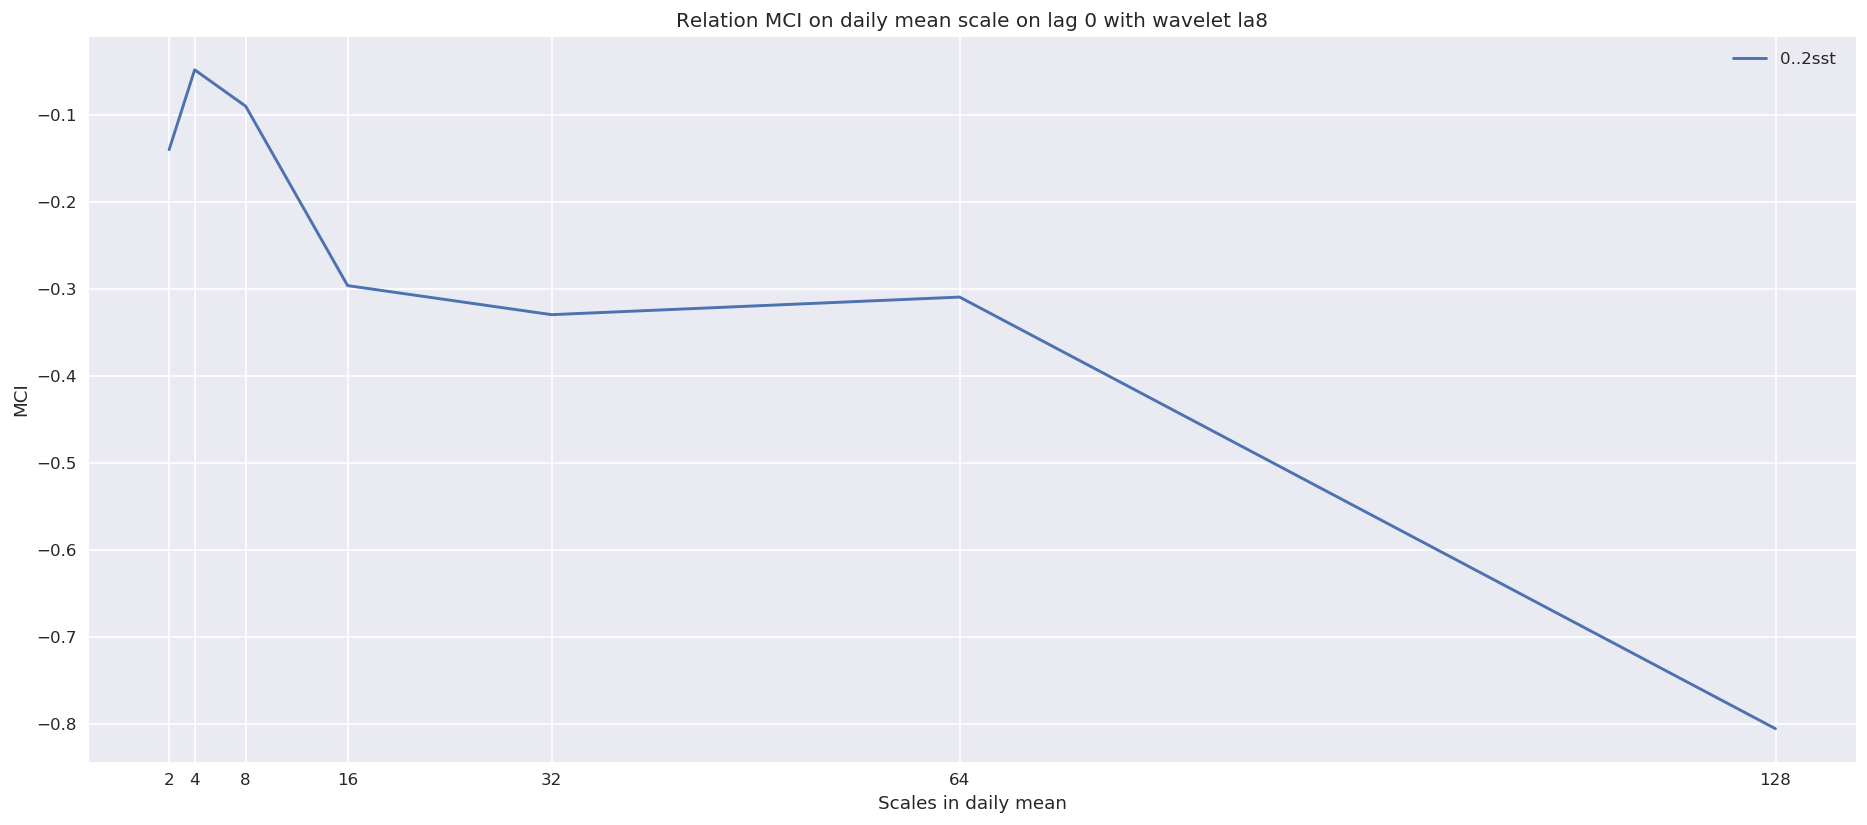 Relation MCI on daily mean scale on lag 0 with wavelet la8
0..2sst
−0.1
−0.2
−0.3
−0.4
−0.5
−0.6
−0.7
−0.8
MCI
2 4 8 16 32 64 128
Scales in daily mean